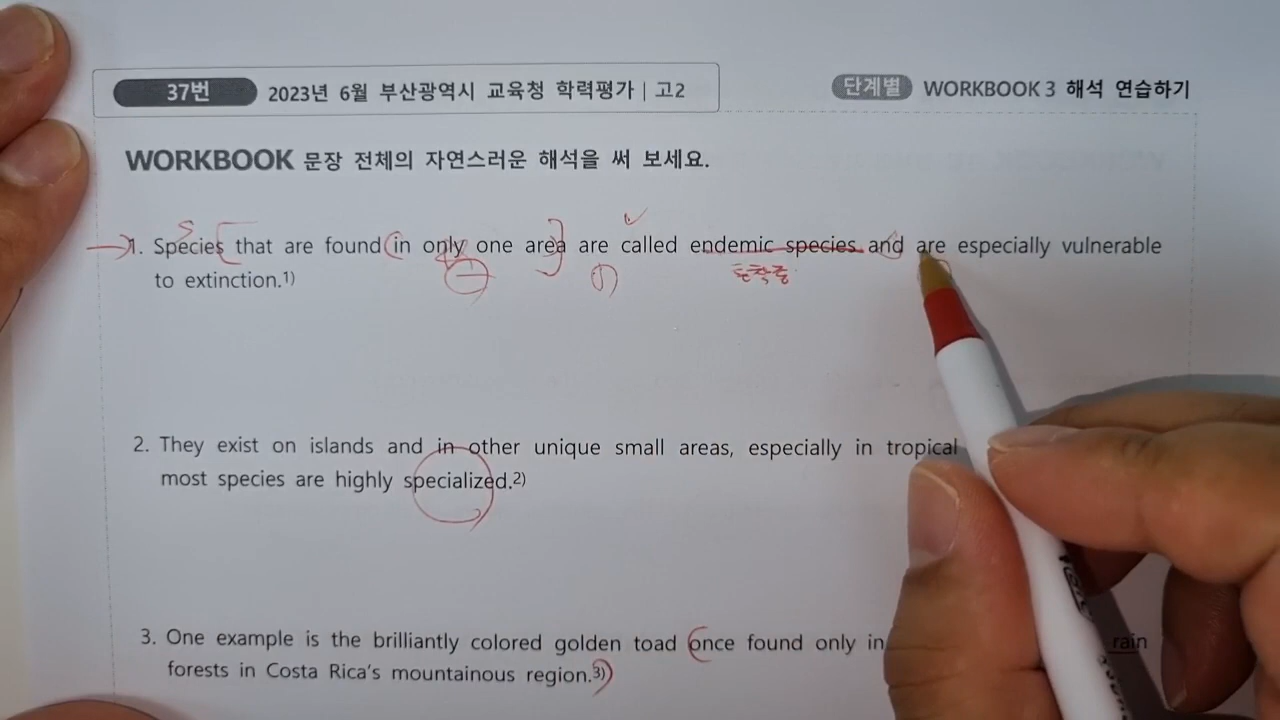 37번 2023년 6월 부산광역시 교육청 학력평가 | 고2 단계별 WORKBOOK 3 해석 연습하기
WORKBOOK 문장 전체의 자연스러운 해석을 써 보세요.
S
1. Species that are found in only one area are called endemic species and are especially vulnerable
토착종
to extinction.1)
2. They exist on islands and in other unique small areas, especially in tropical
most species are highly specialized.2)
3. One example is the brilliantly colored golden toad once found only in rain
forests in Costa Rica's mountainous region.3)